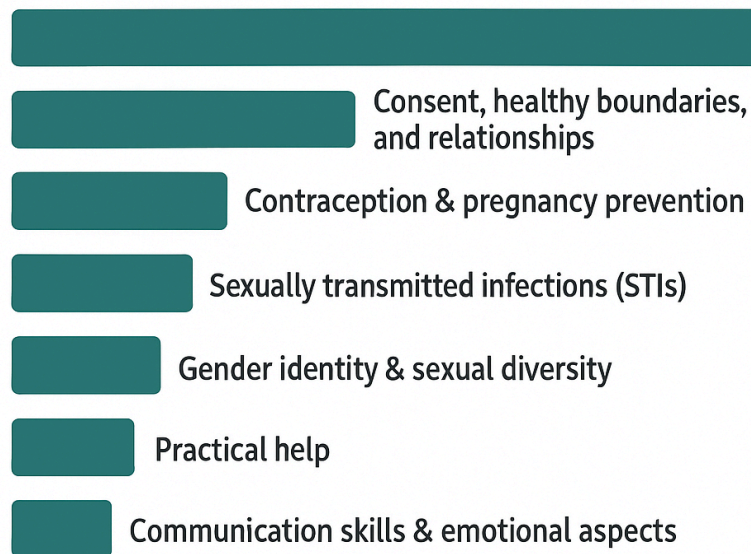 Consent, healthy boundaries,
and relationships
Contraception & pregnancy prevention
Sexually transmitted infections (STIs)
Gender identity & sexual diversity
Practical help
Communication skills & emotional aspects